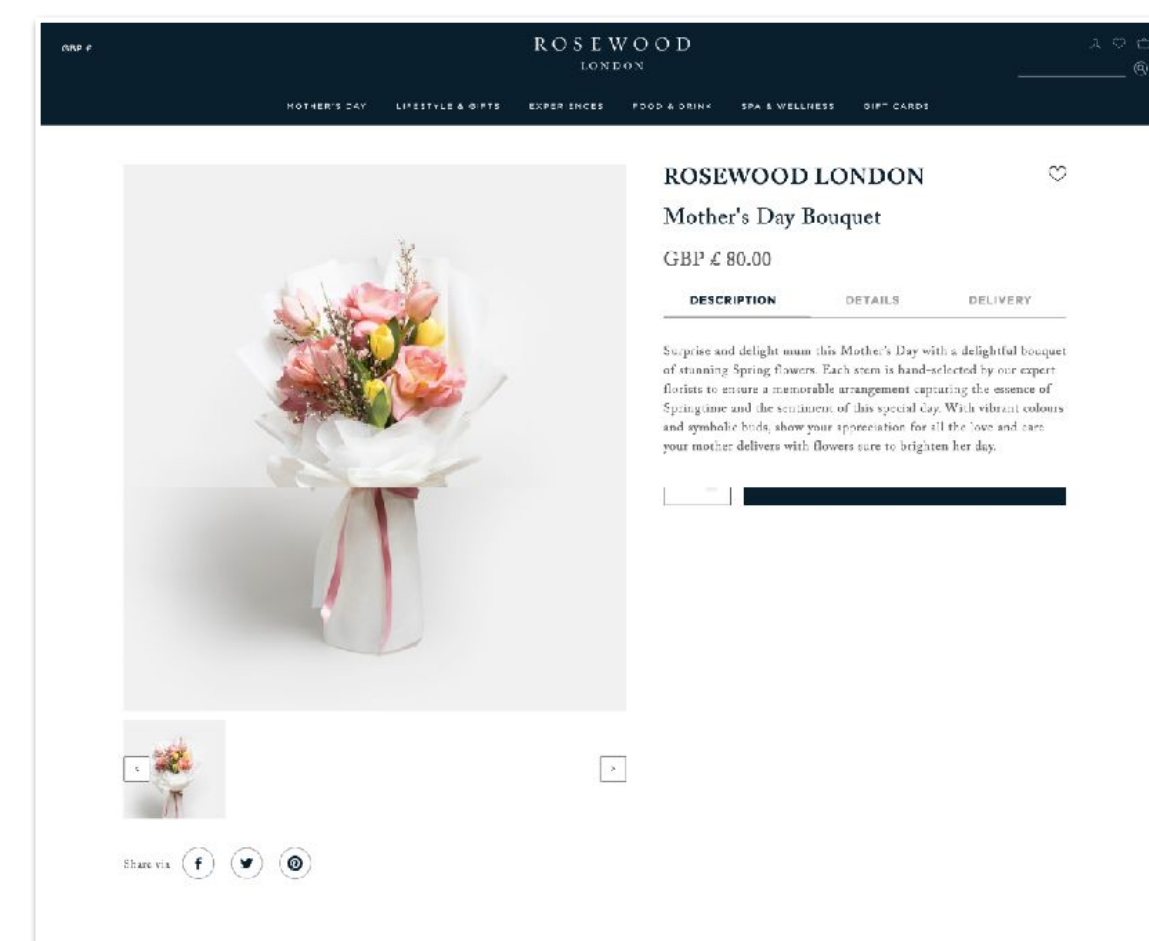 GBP £
ROSEWOOD
LONDON
MOTHER'S DAY LIFESTYLE & GIFTS EXPERIENCES FOOD & DRINK SPA & WELLNESS GIFT CARDS
ROSEWOOD LONDON
Mother's Day Bouquet
GBP £ 80.00
DESCRIPTION DETAILS DELIVERY
Surprise and delight mum this Mother's Day with a delightful bouquet
of stunning Spring flowers. Each stem is hand-selected by our expert
florists to ensure a memorable arrangement capturing the essence of
Springtime and the sentiment of this special day. With vibrant colours
and symbolic buds, show your appreciation for all the love and care
your mother delivers with flowers sure to brighten her day.
< >
Share via